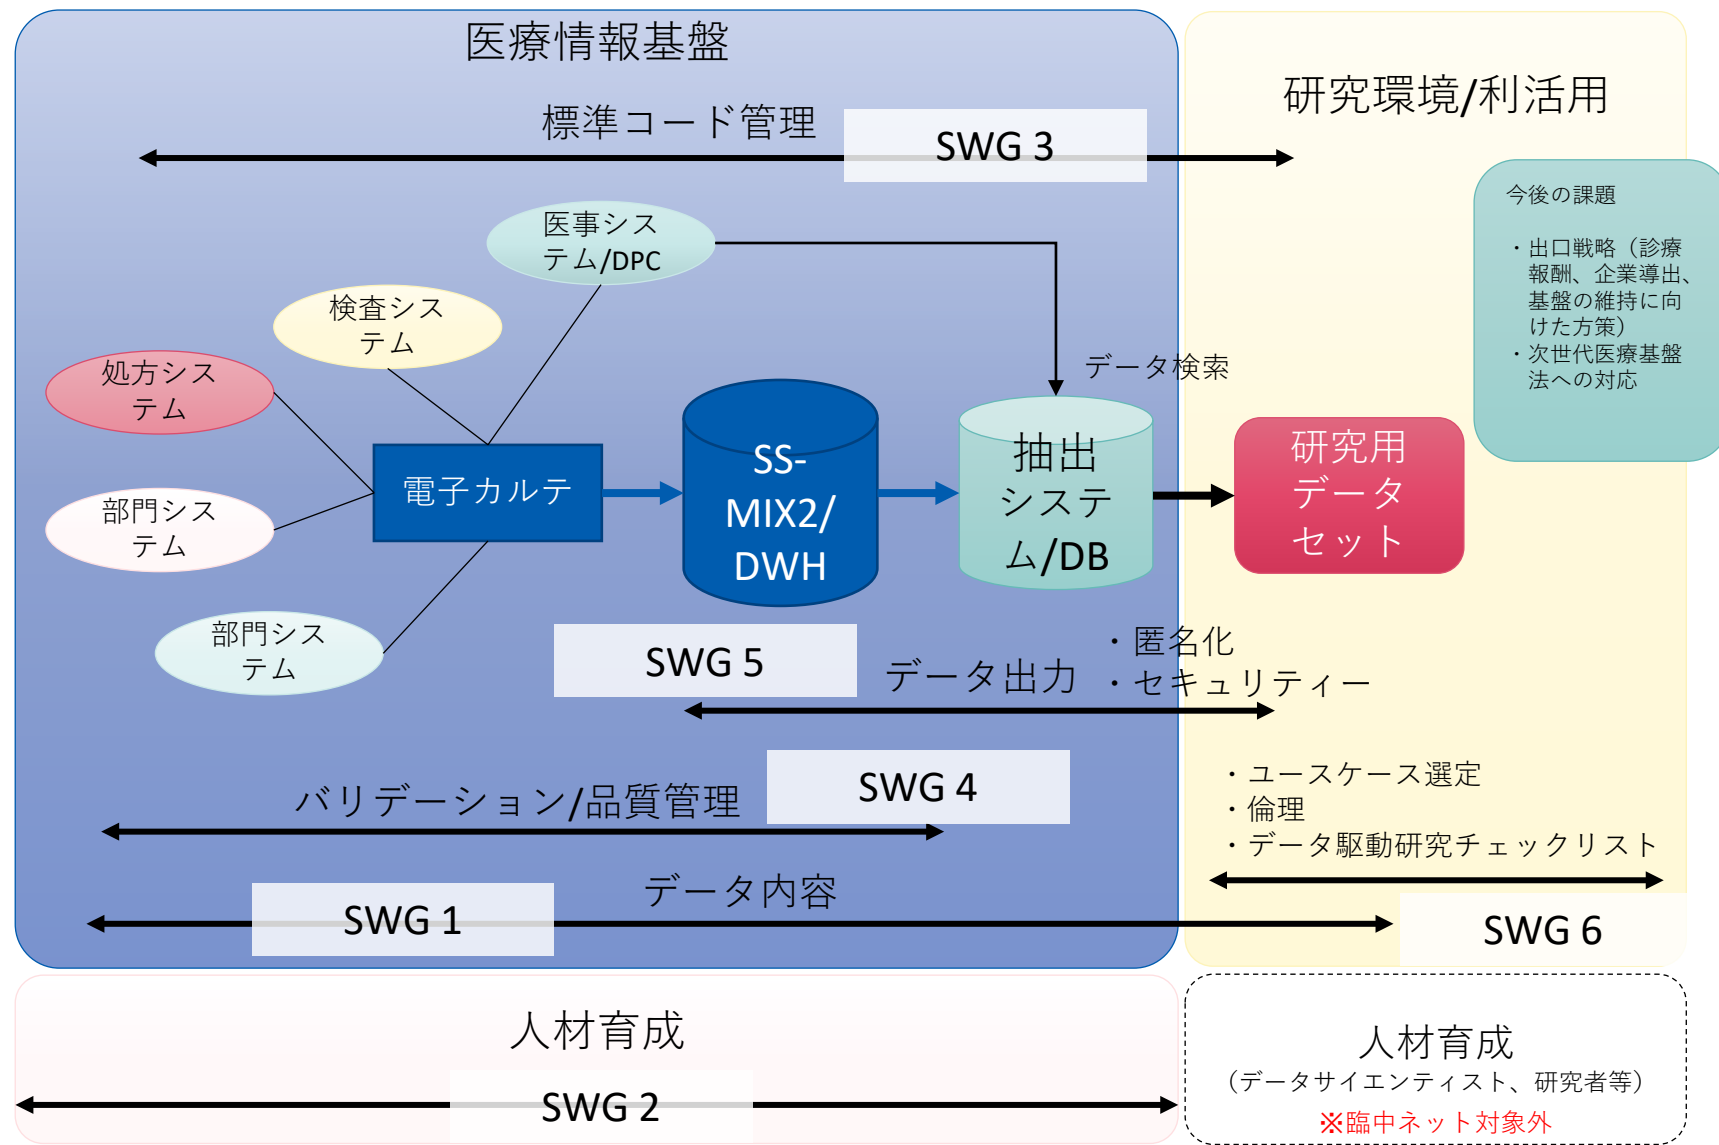 医療情報基盤
研究環境/利活用
標準コード管理
SWG 3
今後の課題
・出口戦略（診療
報酬、企業導出、
基盤の維持に向
けた方策）
・次世代医療基盤
法への対応
医事シス
テム/DPC
検査シス
テム
処方シス
テム
部門シス
テム
部門シス
テム
電子カルテ
SS-
MIX2/
DWH
データ検索
抽出
システ
ム/DB
研究用
データ
セット
SWG 5
データ出力
・匿名化
・セキュリティー
SWG 4
バリデーション/品質管理
・ユースケース選定
・倫理
・データ駆動研究チェックリスト
データ内容
SWG 1
SWG 6
人材育成
SWG 2
人材育成
（データサイエンティスト、研究者等）
※臨中ネット対象外